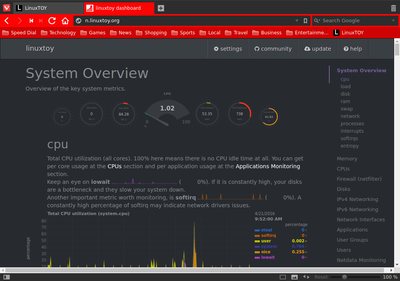 LinuxTOY
linuxtoy dashboard
n.linuxtoy.org
Search Google
Speed Dial
Technology
Games
News
Shopping
Sports
Local
Travel
Business
Entertainme...
LinuxTOY
linuxtoy
settings
community
update
help
System Overview
Overview of the key system metrics.
1.02
0
100
cpu
Total CPU utilization (all cores). 100% here means there is no CPU idle time at all. You can
get per core usage at the CPUs section and per application usage at the Applications Monitoring
section.
Keep an eye on iowait 0%). If it is constantly high, your
disks are a bottleneck and they slow your system down.
Another important metric worth monitoring, is softirq 0%). A
constantly high percentage of softirq may indicate network drivers issues.
Total CPU utilization (system.cpu)
percentage
4/21/2016
9:52:00 AM
percentage
steal
softirq
user
system
nice
iowait
System Overview
cpu
load
disk
ram
swap
network
processes
interrupts
softirqs
entropy
Memory
CPUs
Firewall (netfilter)
Disks
IPv4 Networking
IPv6 Networking
Network Interfaces
Applications
User Groups
Users
Netdata Monitoring
Reset
100 %